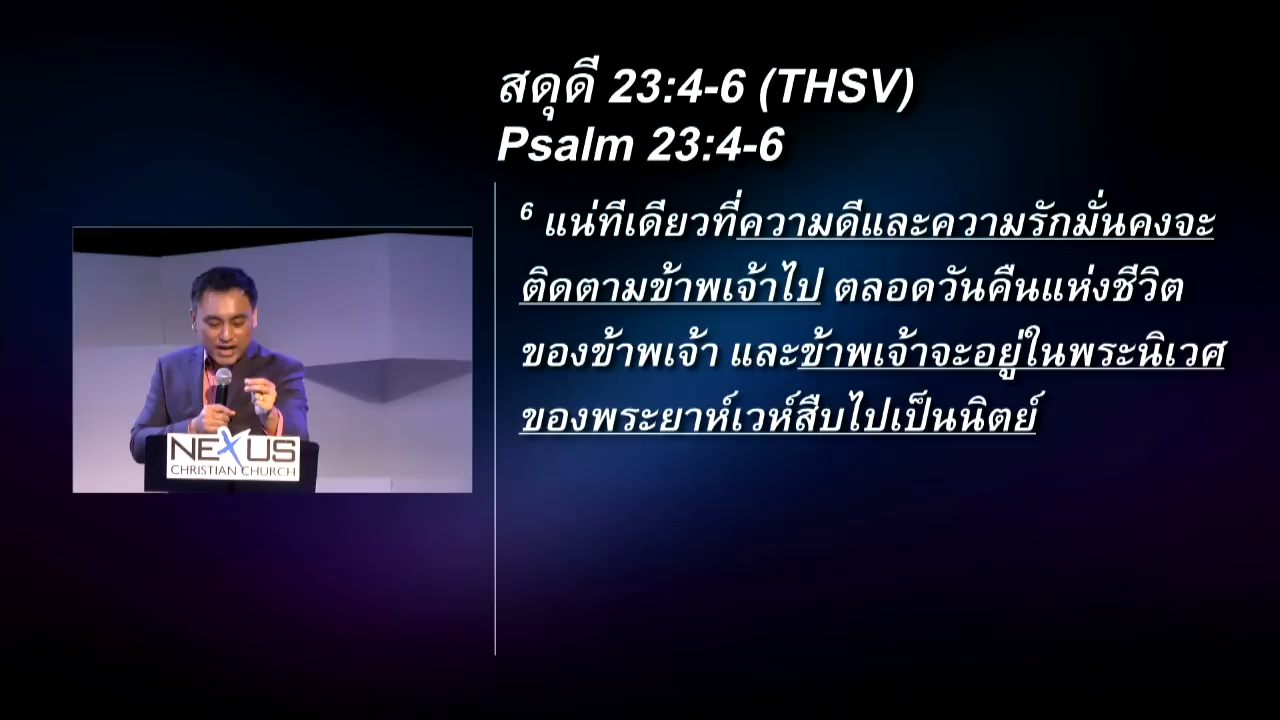 สดุดี 23:4-6 (THSV)
Psalm 23:4-6
6 แน่ทีเดียวที่ความดีและความรักมั่นคงจะ
ติดตามข้าพเจ้าไป ตลอดวันคืนแห่งชีวิต
ของข้าพเจ้า และข้าพเจ้าจะอยู่ในพระนิเวศ
ของพระยาห์เวห์สืบไปเป็นนิตย์
NEXUS
CHRISTIAN CHURCH